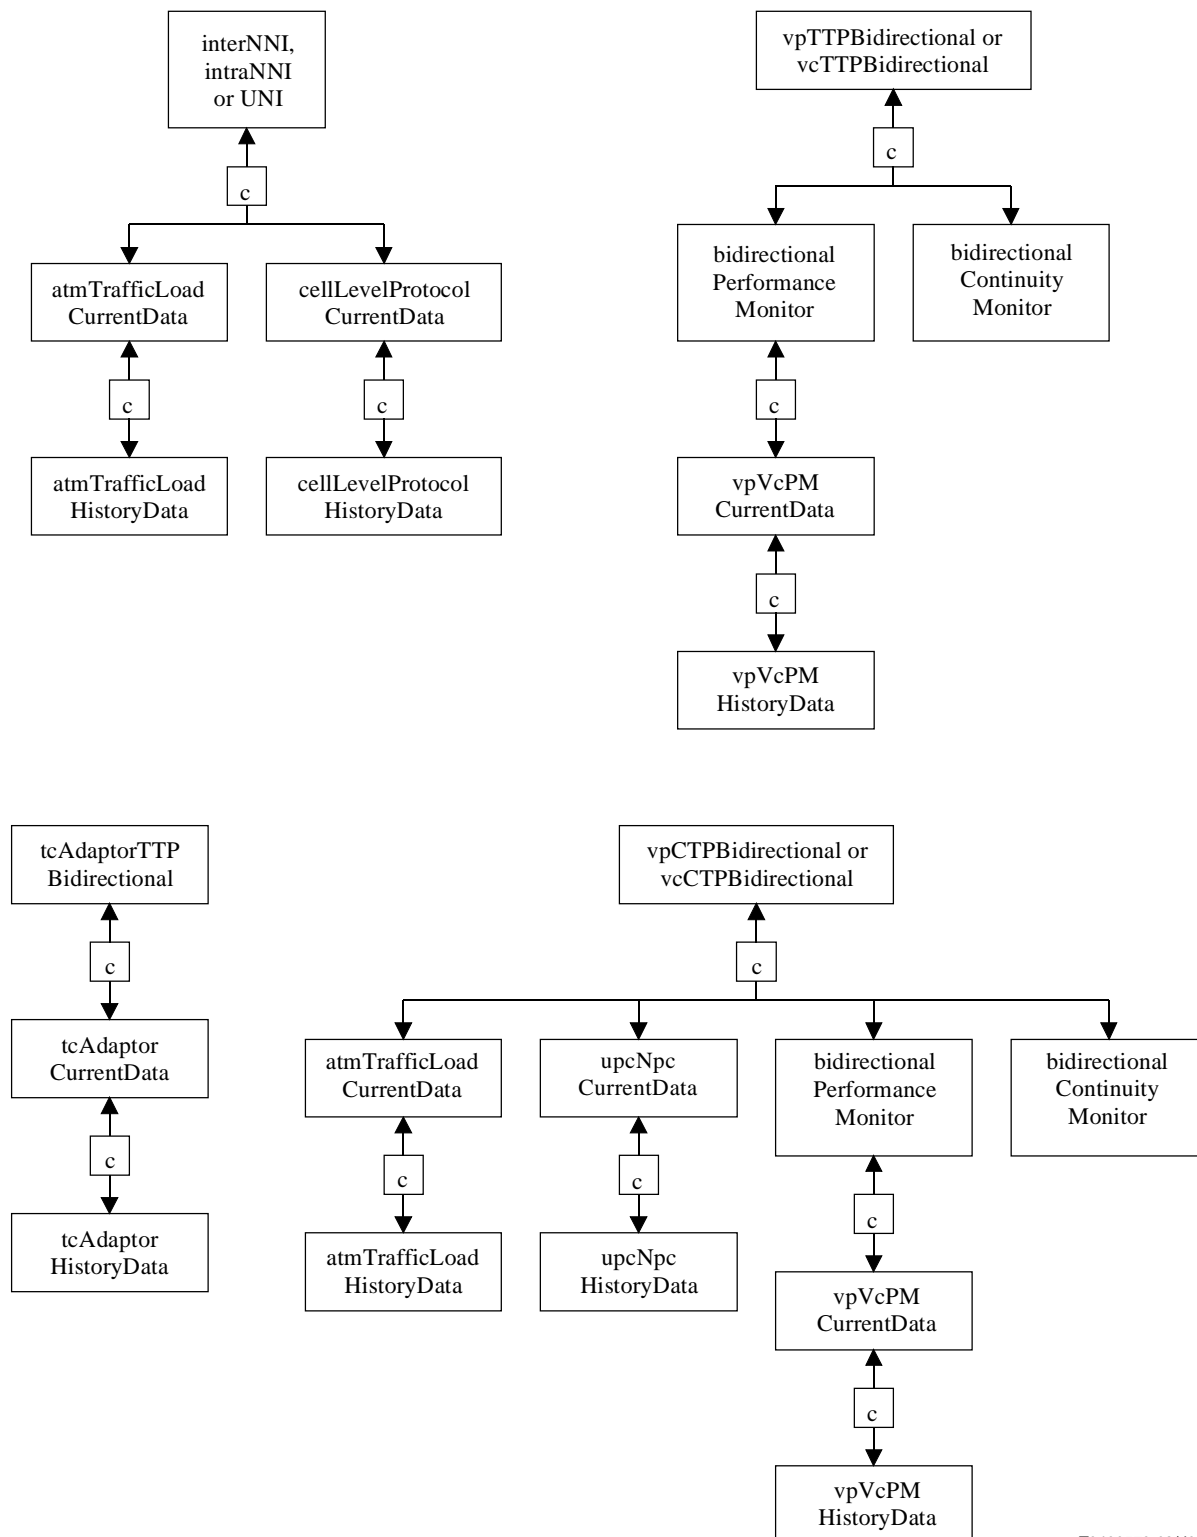 interNNI,
intraNNI
or UNI
c
atmTrafficLoad
CurrentData
cellLevelProtocol
CurrentData
c
c
atmTrafficLoad
HistoryData
cellLevelProtocol
HistoryData
vpTTPBidirectional or
vcTTPBidirectional
c
bidirectional
Performance
Monitor
bidirectional
Continuity
Monitor
c
vpVcPM
CurrentData
c
vpVcPM
HistoryData
tcAdaptorTTP
Bidirectional
c
tcAdaptor
CurrentData
c
tcAdaptor
HistoryData
vpCTPBidirectional or
vcCTPBidirectional
c
atmTrafficLoad
CurrentData
upcNpc
CurrentData
bidirectional
Performance
Monitor
bidirectional
Continuity
Monitor
c
c
c
atmTrafficLoad
HistoryData
upcNpc
HistoryData
vpVcPM
CurrentData
c
vpVcPM
HistoryData